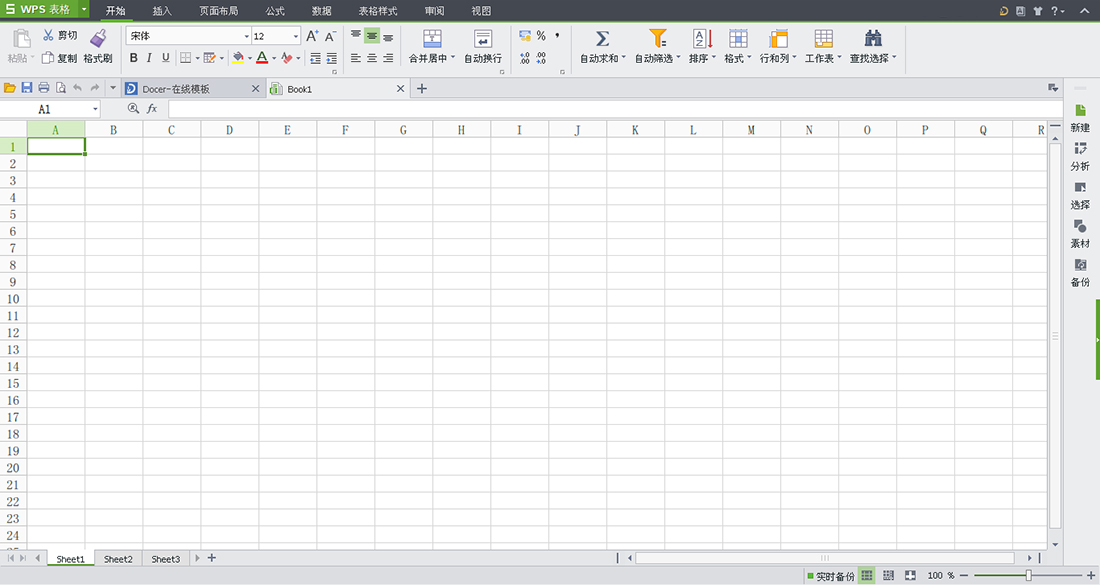 S WPS 表格 开始 插入 页面布局 公式 数据 表格样式 审阅 视图 ?
粘贴 剪切 复制 格式刷
宋体 12 A+ A-
B I U A
合并居中 自动换行
% ,
.00 .00
自动求和 自动筛选 排序 格式 行和列 工作表 查找选择
Docer-在线模板 Book1
A1 fx
A B C D E F G H I J K L M N O P Q R
1
2
3
4
5
6
7
8
9
10
11
12
13
14
15
16
17
18
19
20
21
22
23
24
新建
分析
选择
素材
备份
Sheet1 Sheet2 Sheet3
实时备份 100 %